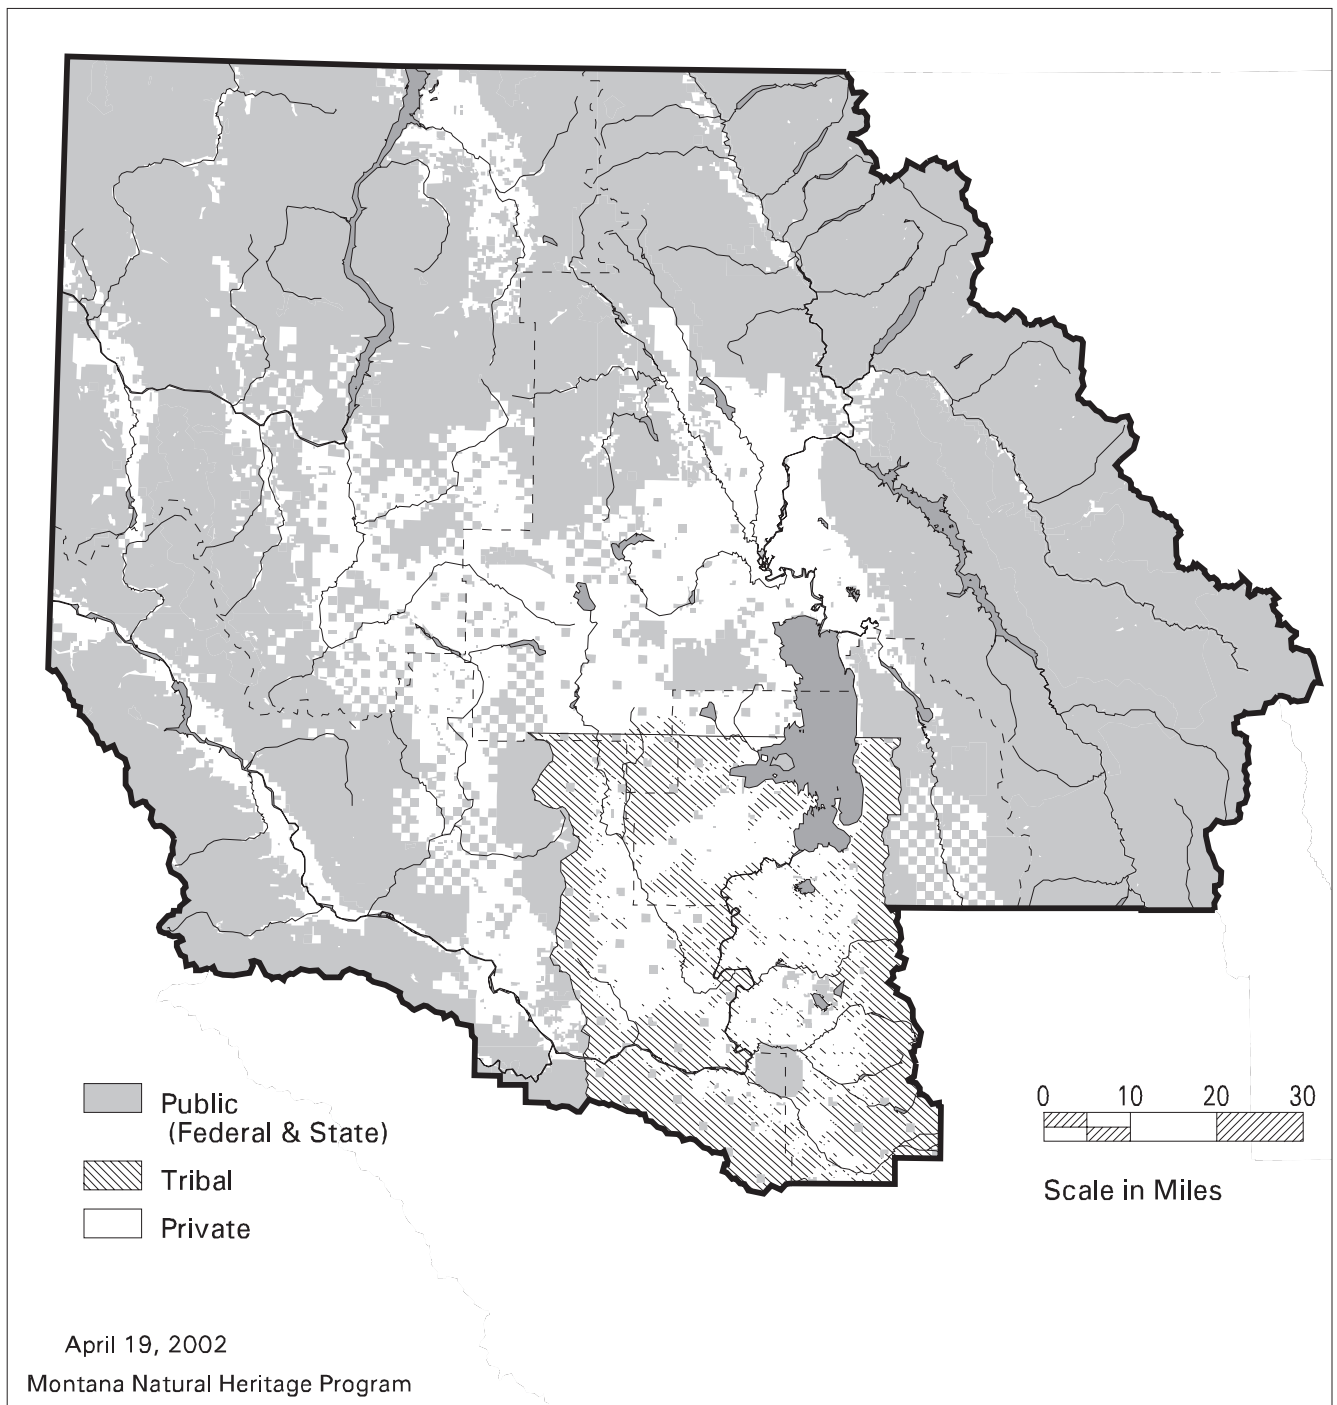 Public
(Federal & State)
Tribal
Private
0 10 20 30
Scale in Miles
April 19, 2002
Montana Natural Heritage Program